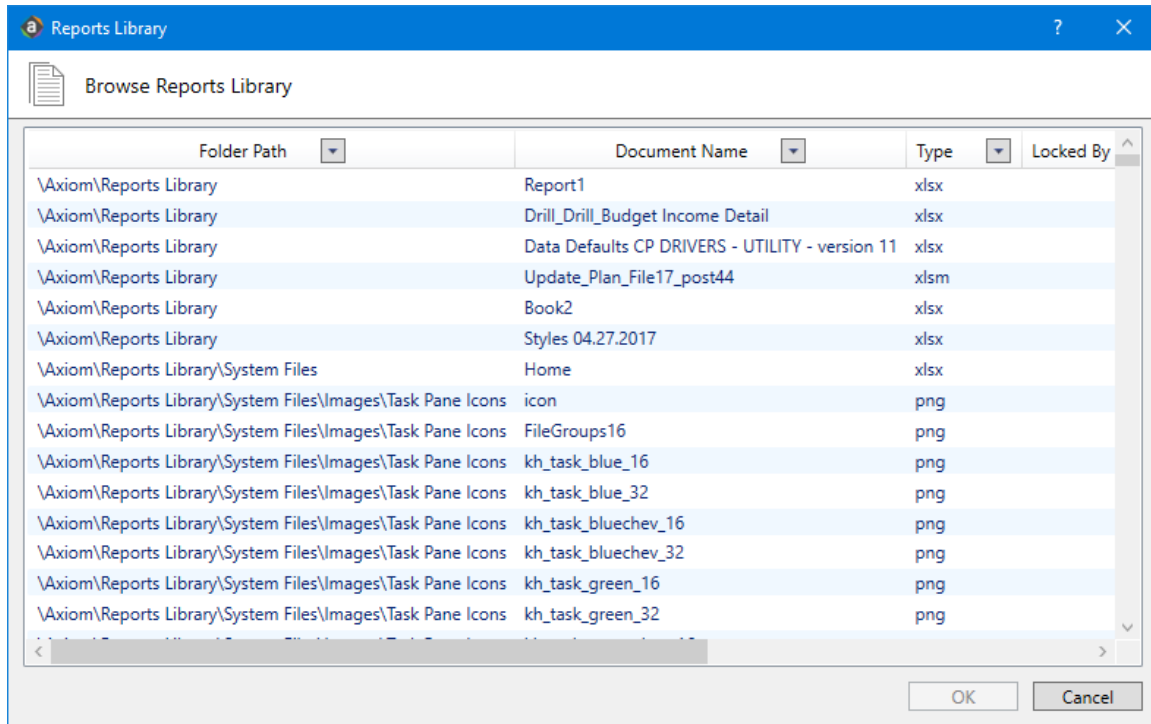 Reports Library
Browse Reports Library
Folder Path Document Name Type Locked By
\Axiom\Reports Library Report1 xlsx
\Axiom\Reports Library Drill_Drill_Budget Income Detail xlsx
\Axiom\Reports Library Data Defaults CP DRIVERS - UTILITY - version 11 xlsx
\Axiom\Reports Library Update_Plan_File17_post44 xlsm
\Axiom\Reports Library Book2 xlsx
\Axiom\Reports Library Styles 04.27.2017 xlsx
\Axiom\Reports Library\System Files Home xlsx
\Axiom\Reports Library\System Files\Images\Task Pane Icons icon png
\Axiom\Reports Library\System Files\Images\Task Pane Icons FileGroups16 png
\Axiom\Reports Library\System Files\Images\Task Pane Icons kh_task_blue_16 png
\Axiom\Reports Library\System Files\Images\Task Pane Icons kh_task_blue_32 png
\Axiom\Reports Library\System Files\Images\Task Pane Icons kh_task_bluechev_16 png
\Axiom\Reports Library\System Files\Images\Task Pane Icons kh_task_bluechev_32 png
\Axiom\Reports Library\System Files\Images\Task Pane Icons kh_task_green_16 png
\Axiom\Reports Library\System Files\Images\Task Pane Icons kh_task_green_32 png
OK Cancel